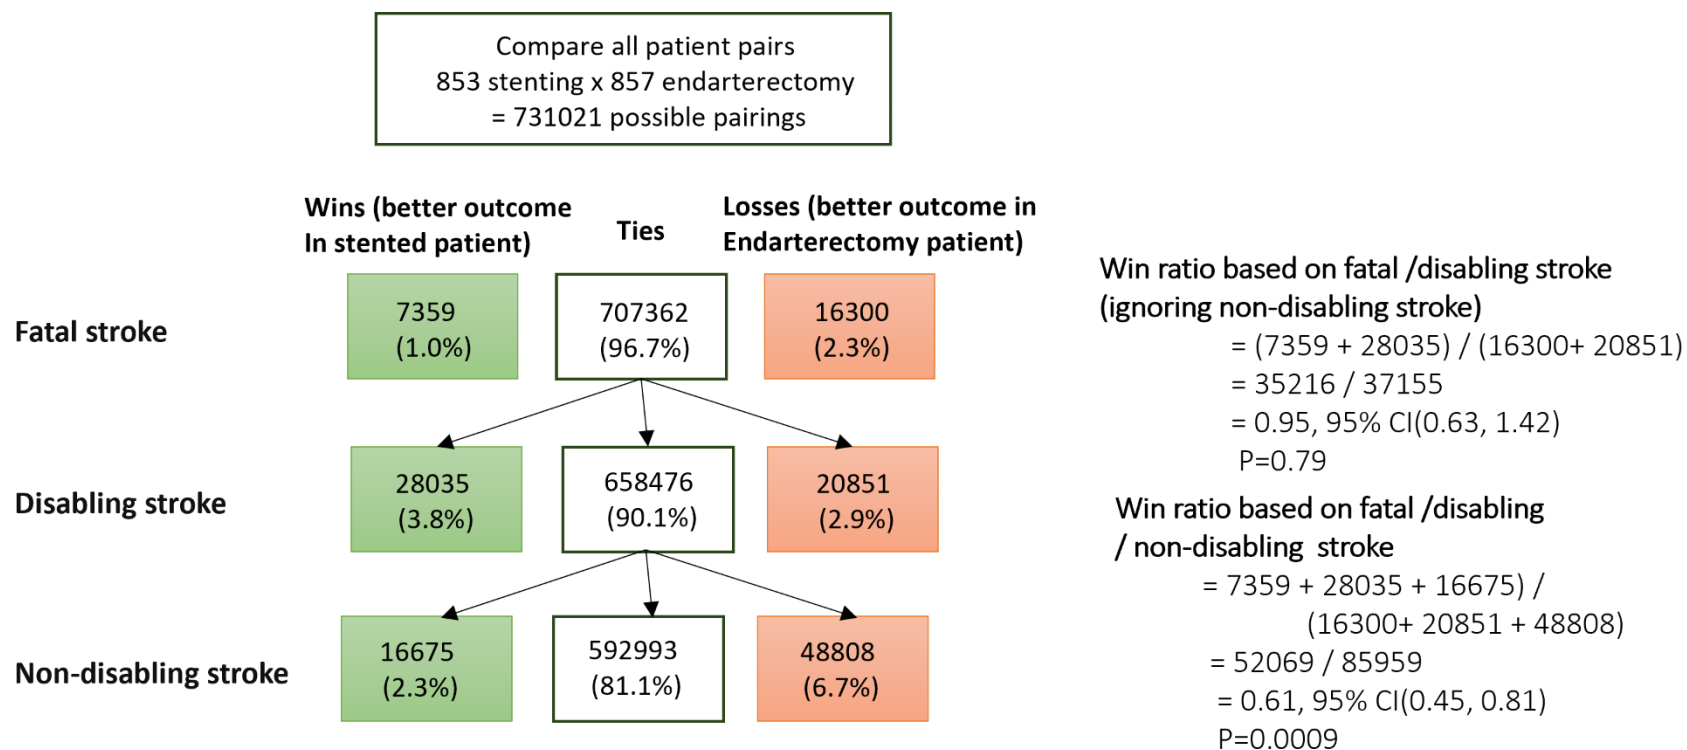 Compare all patient pairs
853 stenting x 857 endarterectomy
= 731021 possible pairings
Wins (better outcome
In stented patient)
Ties
Losses (better outcome in
Endarterectomy patient)
Fatal stroke
7359
(1.0%)
707362
(96.7%)
16300
(2.3%)
Disabling stroke
28035
(3.8%)
658476
(90.1%)
20851
(2.9%)
Non-disabling stroke
16675
(2.3%)
592993
(81.1%)
48808
(6.7%)
Win ratio based on fatal /disabling stroke
(ignoring non-disabling stroke)
= (7359 + 28035) / (16300+ 20851)
= 35216 / 37155
= 0.95, 95% CI(0.63, 1.42)
P=0.79
Win ratio based on fatal /disabling
/ non-disabling stroke
= 7359 + 28035 + 16675) /
(16300+ 20851 + 48808)
= 52069 / 85959
= 0.61, 95% CI(0.45, 0.81)
P=0.0009